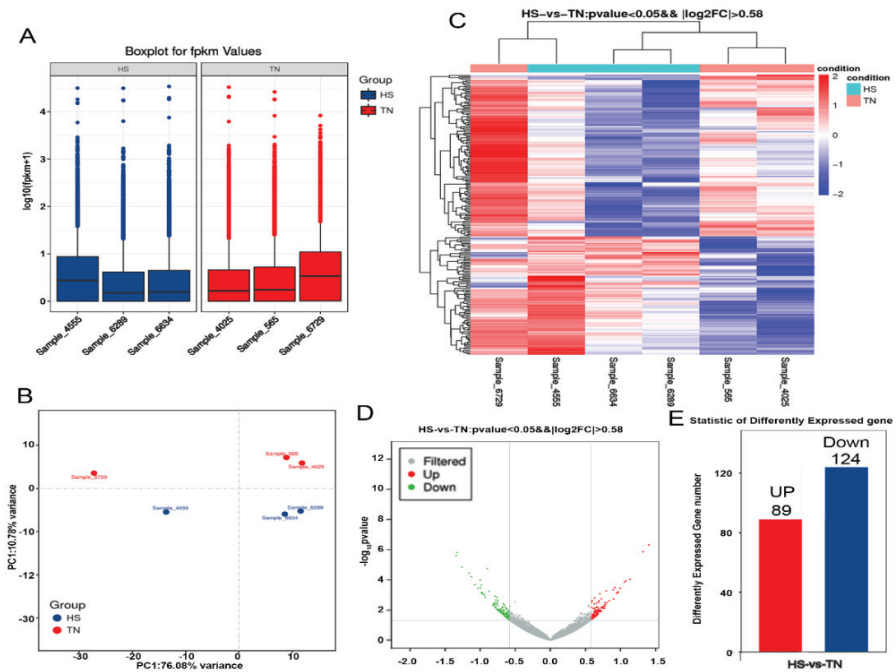 A
Boxplot for fpkm Values
HS
TN
Group
HS
TN
log10(fpkm+1)
4
3
2
1
0
Sample_4555
Sample_6289
Sample_6634
Sample_4025
Sample_565
Sample_6729
B
PC1:10.78% variance
10
0
-10
-30
Sample_6729
Sample_565
Sample_4025
Sample_4555
Sample_6634
Sample_6289
Group
HS
TN
-30
-10
0
10
PC1:76.08% variance
C
HS-vs-TN:pvalue<0.05&& |log2FC|>0.58
condition
condition
HS
TN
2
1
0
-1
-2
Sample_6729
Sample_4555
Sample_6634
Sample_6289
Sample_565
Sample_4025
D
HS-vs-TN:pvalue<0.05&&|log2FC|>0.58
Filtered
Up
Down
-log10pvalue
12
10
8
6
4
2
0
-2.0
-1.5
-1.0
-0.5
0.0
0.5
1.0
1.5
E
Statistic of Differently Expressed gene
Differently Expressed Gene number
120
80
40
0
UP
89
Down
124
HS-vs-TN